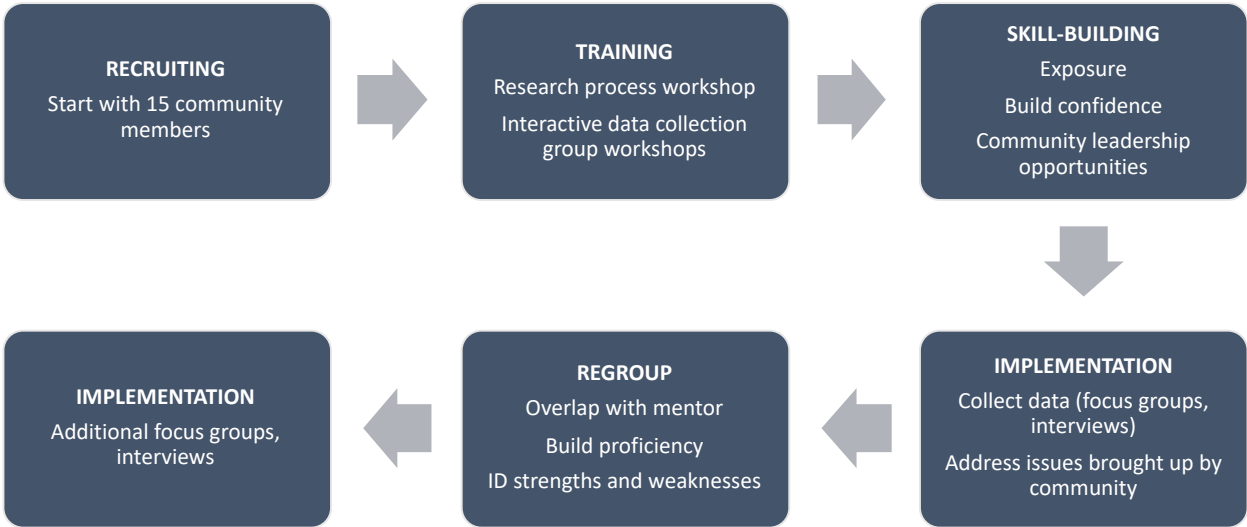 RECRUITING
Start with 15 community
members
TRAINING
Research process workshop
Interactive data collection
group workshops
SKILL-BUILDING
Exposure
Build confidence
Community leadership
opportunities
IMPLEMENTATION
Collect data (focus groups,
interviews)
Address issues brought up by
community
REGROUP
Overlap with mentor
Build proficiency
ID strengths and weaknesses
IMPLEMENTATION
Additional focus groups,
interviews